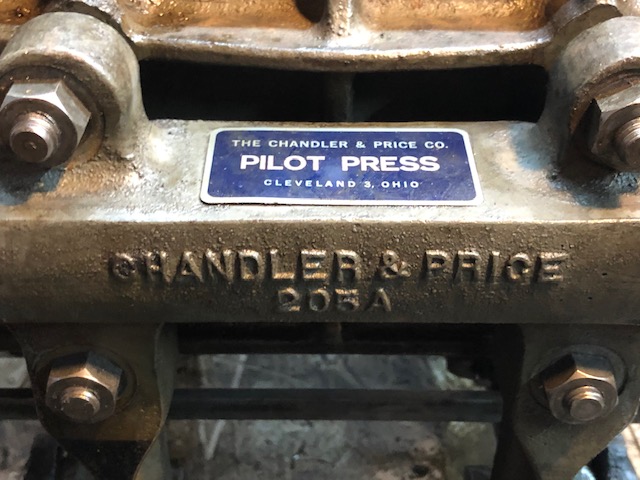 THE CHANDLER & PRICE CO.
PILOT PRESS
CLEVELAND 3, OHIO
CHANDLER & PRICE
205A